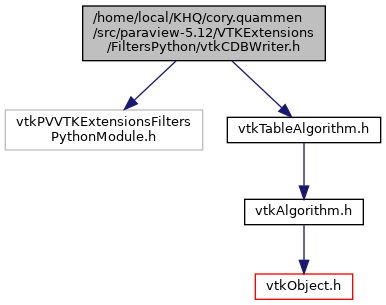 /home/local/KHQ/cory.quammen
/src/paraview-5.12/VTKExtensions
/FiltersPython/vtkCDBWriter.h
vtkPVVTKExtensionsFilters
PythonModule.h
vtkTableAlgorithm.h
vtkAlgorithm.h
vtkObject.h